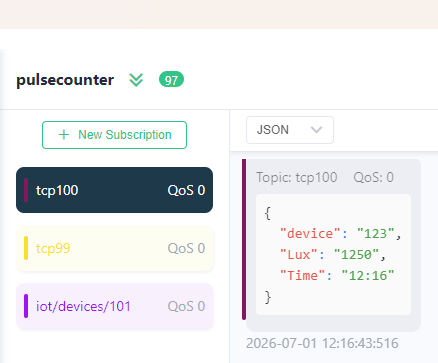 pulsecounter 97
+ New Subscription
JSON
tcp100 QoS 0
tcp99 QoS 0
iot/devices/101 QoS 0
Topic: tcp100 QoS: 0
{
"device": "123",
"Lux": "1250",
"Time": "12:16"
}
2026-07-01 12:16:43:516